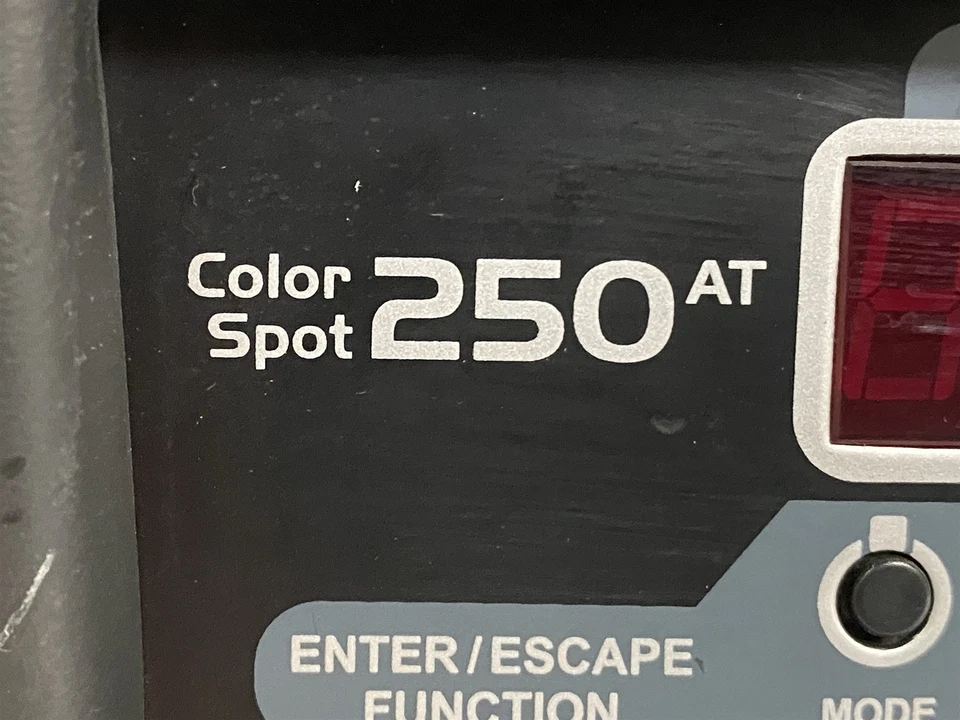 Color
Spot 250 AT
ENTER/ESCAPE
FUNCTION
MODE